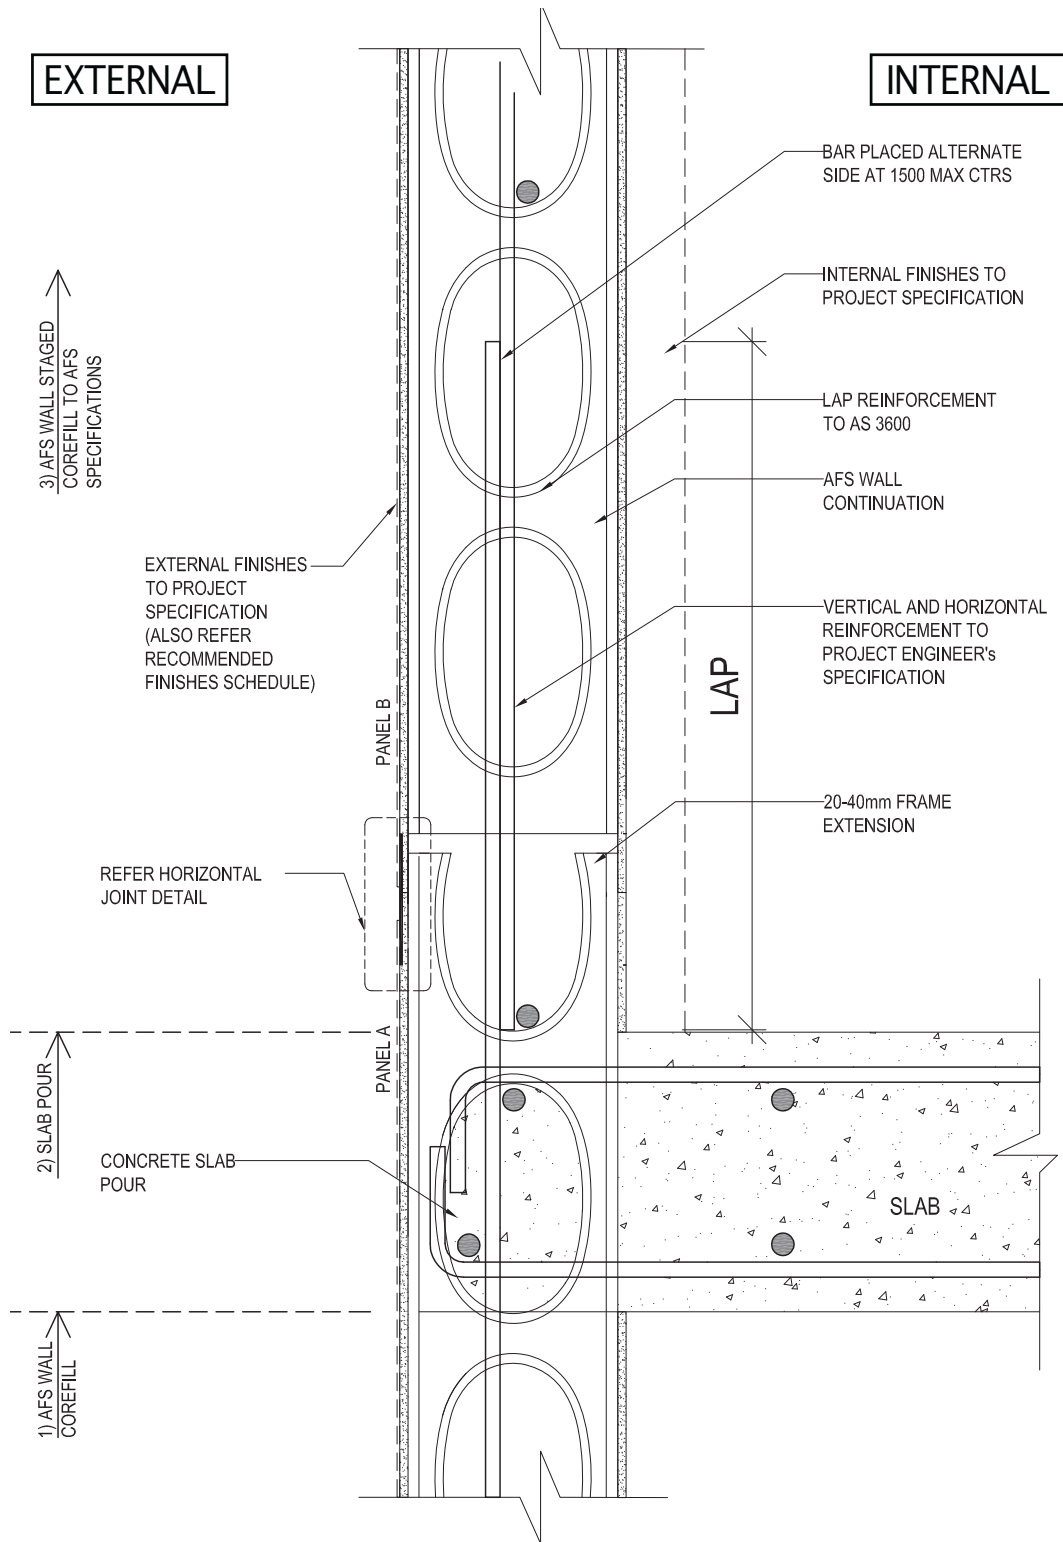 EXTERNAL
INTERNAL
BAR PLACED ALTERNATE
SIDE AT 1500 MAX CTRS
INTERNAL FINISHES TO
PROJECT SPECIFICATION
3) AFS WALL STAGED
COREFILL TO AFS
SPECIFICATIONS
LAP REINFORCEMENT
TO AS 3600
AFS WALL
CONTINUATION
EXTERNAL FINISHES
TO PROJECT
SPECIFICATION
(ALSO REFER
RECOMMENDED
FINISHES SCHEDULE)
VERTICAL AND HORIZONTAL
REINFORCEMENT TO
PROJECT ENGINEER's
SPECIFICATION
LAP
PANEL B
20-40mm FRAME
EXTENSION
REFER HORIZONTAL
JOINT DETAIL
PANEL A
2) SLAB POUR
CONCRETE SLAB
POUR
SLAB
1) AFS WALL
COREFILL